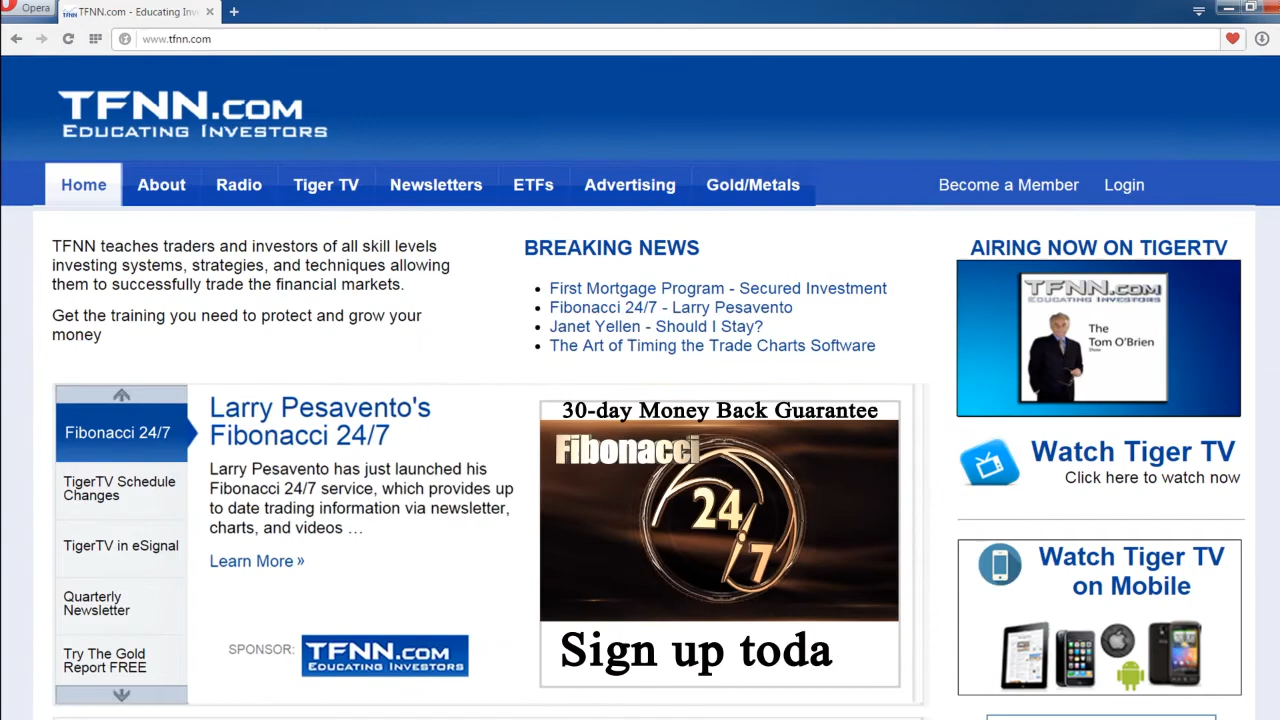 Opera
TFNN.com - Educating Inv
www.tfnn.com
TFNN.COM
EDUCATING INVESTORS
Home
About
Radio
Tiger TV
Newsletters
ETFs
Advertising
Gold/Metals
Become a Member
Login
TFNN teaches traders and investors of all skill levels
investing systems, strategies, and techniques allowing
them to successfully trade the financial markets.
Get the training you need to protect and grow your
money
BREAKING NEWS
First Mortgage Program - Secured Investment
Fibonacci 24/7 - Larry Pesavento
Janet Yellen - Should I Stay?
The Art of Timing the Trade Charts Software
AIRING NOW ON TIGERTV
TFNN.COM
EDUCATING INVESTORS
The
Tom O'Brien
Show
Watch Tiger TV
Click here to watch now
Watch Tiger TV
on Mobile
Fibonacci 24/7
TigerTV Schedule
Changes
TigerTV in eSignal
Quarterly
Newsletter
Try The Gold
Report FREE
Larry Pesavento's
Fibonacci 24/7
Larry Pesavento has just launched his
Fibonacci 24/7 service, which provides up
to date trading information via newsletter,
charts, and videos …
Learn More »
SPONSOR:
TFNN.COM
EDUCATING INVESTORS
30-day Money Back Guarantee
Fibonacci
24
7
Sign up toda